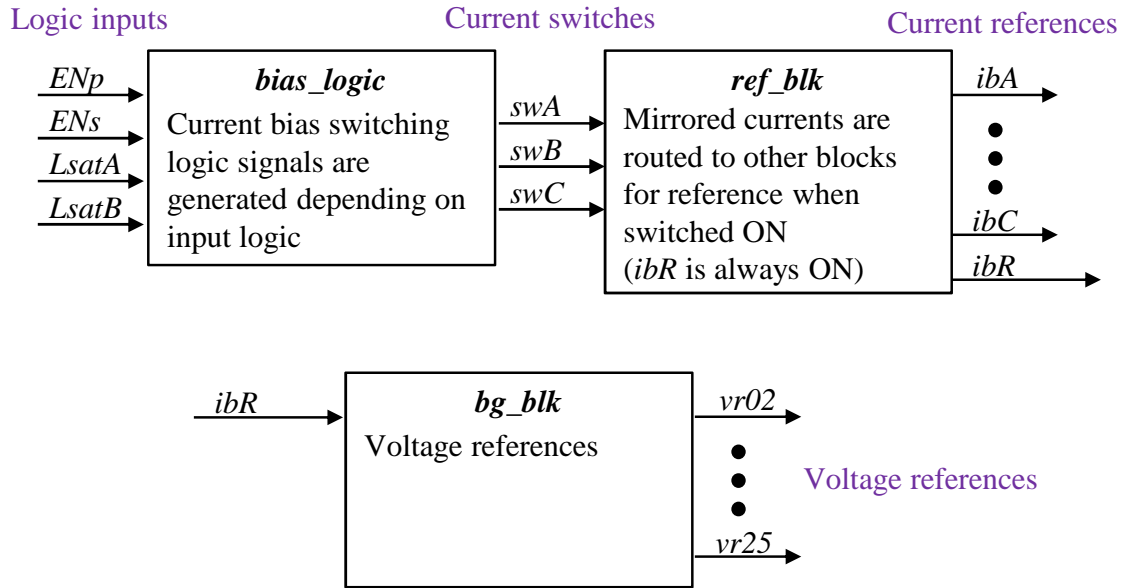 Logic inputs
Current switches
Current references
ENp
ENs
LsatA
LsatB
bias_logic
Current bias switching
logic signals are
generated depending on
input logic
swA
swB
swC
ref_blk
Mirrored currents are
routed to other blocks
for reference when
switched ON
(ibR is always ON)
ibA
ibC
ibR
ibR
bg_blk
Voltage references
vr02
vr25
Voltage references